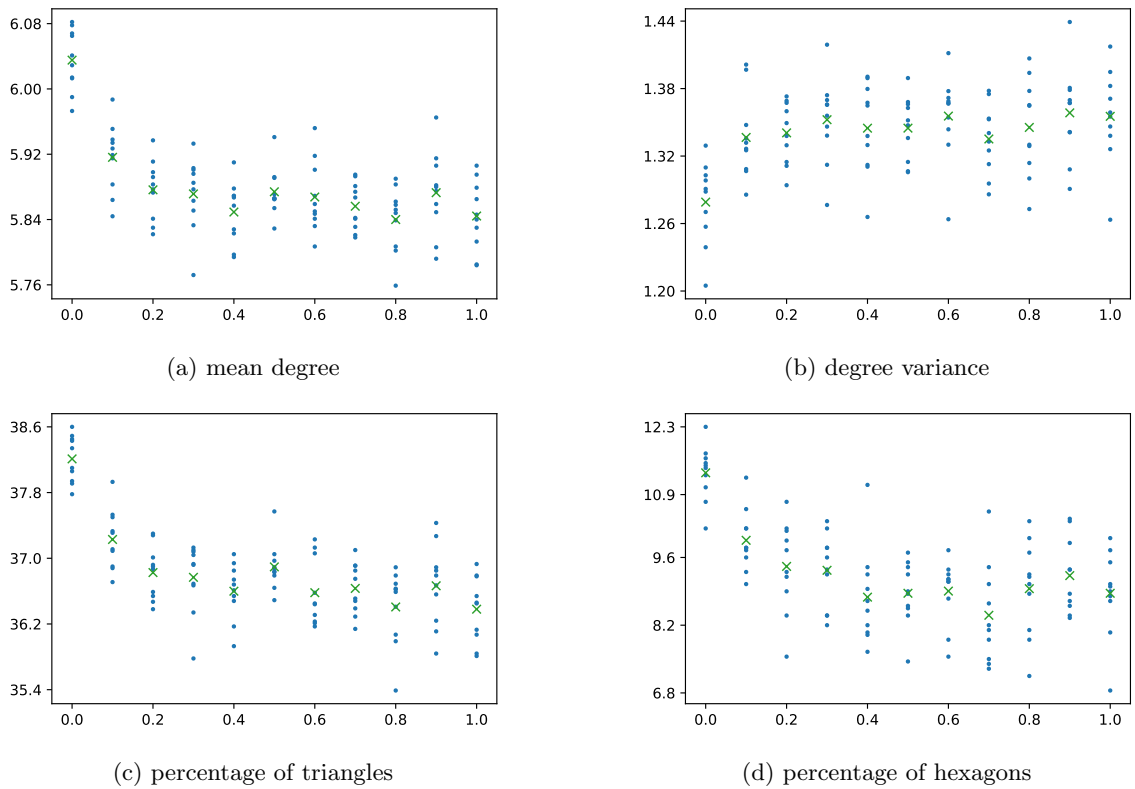 6.08
6.00
5.92
5.84
5.76
0.0 0.2 0.4 0.6 0.8 1.0
(a) mean degree
1.44
1.38
1.32
1.26
1.20
0.0 0.2 0.4 0.6 0.8 1.0
(b) degree variance
38.6
37.8
37.0
36.2
35.4
0.0 0.2 0.4 0.6 0.8 1.0
(c) percentage of triangles
12.3
10.9
9.6
8.2
6.8
0.0 0.2 0.4 0.6 0.8 1.0
(d) percentage of hexagons